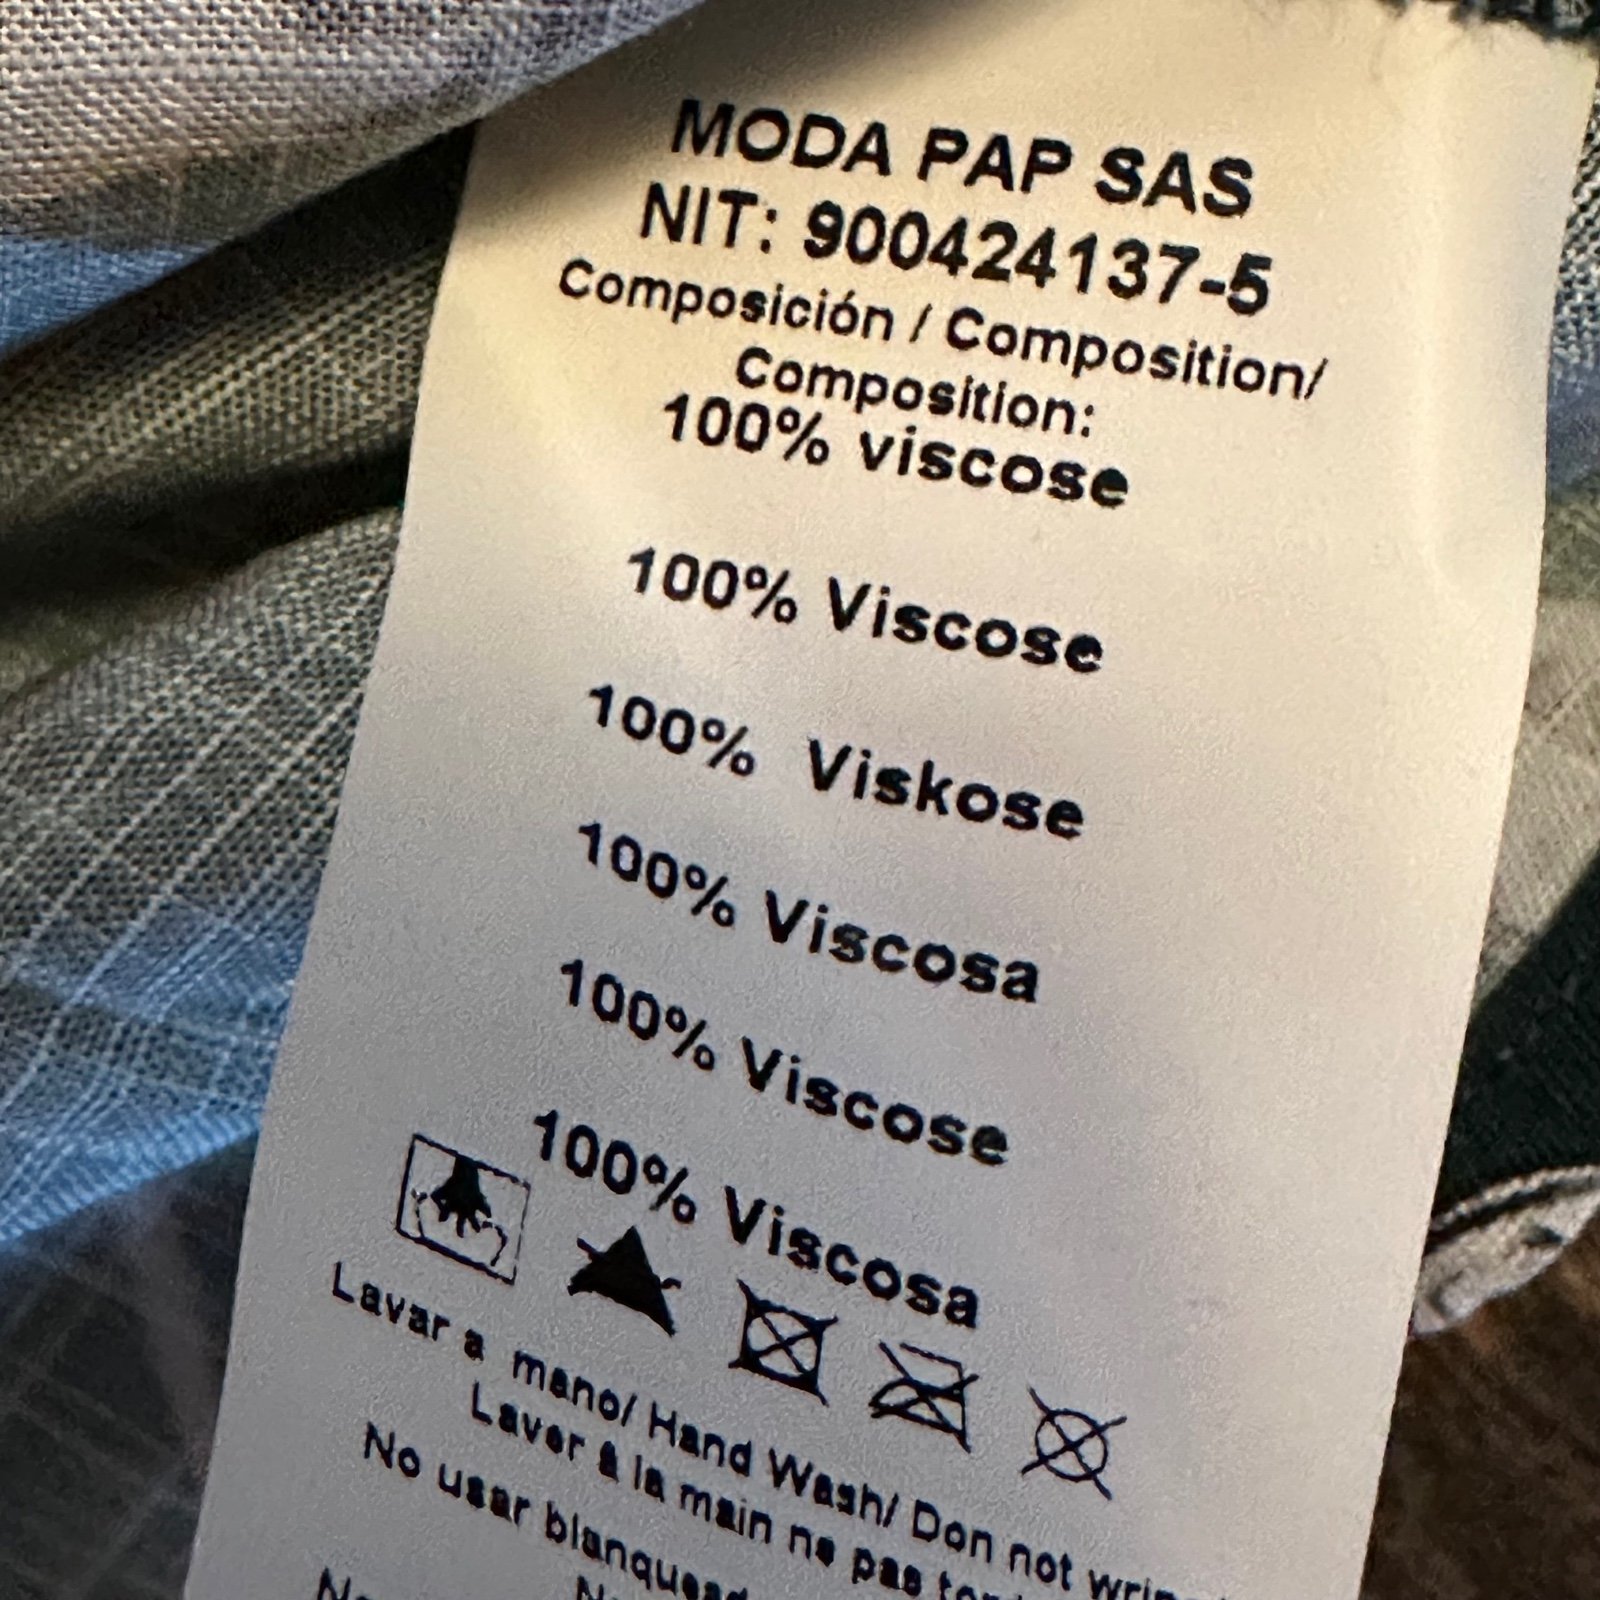 MODA PAP SAS
NIT: 900424137-5
Composición / Composition/
Composition:
100% viscose
100% Viscose
100% Viskose
100% Viscosa
100% Viscose
100% Viscosa
Lavar a mano/ Hand Wash/ Don not
Laver à la main ne pas
No usar
No